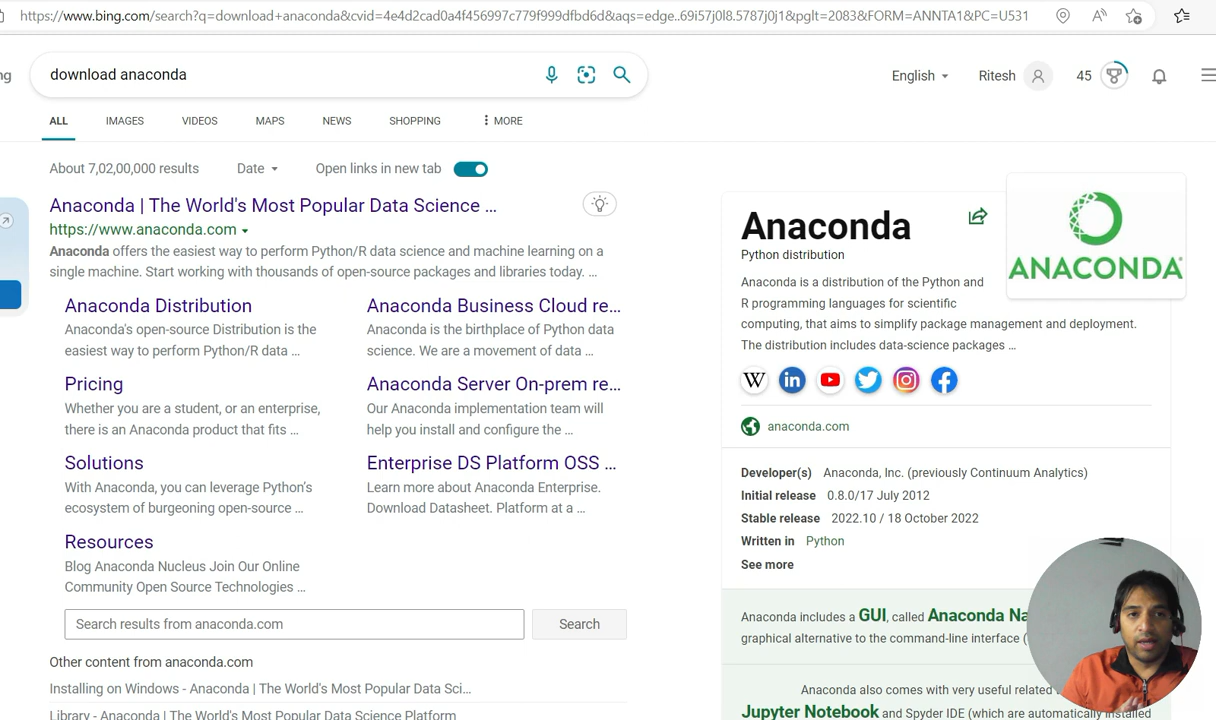 https://www.bing.com/search?q=download+anaconda&cvid=4e4d2cad0a4f456997c779f999dfbd6d&aqs=edge..69i57j0l8.5787j0j1&pglt=2083&FORM=ANNTA1&PC=U531
ng
download anaconda
English
Ritesh
45
ALL
IMAGES
VIDEOS
MAPS
NEWS
SHOPPING
MORE
About 7,02,00,000 results
Date
Open links in new tab
Anaconda | The World's Most Popular Data Science ...
https://www.anaconda.com
Anaconda offers the easiest way to perform Python/R data science and machine learning on a
single machine. Start working with thousands of open-source packages and libraries today. ...
Anaconda Distribution
Anaconda's open-source Distribution is the
easiest way to perform Python/R data ...
Anaconda Business Cloud re...
Anaconda is the birthplace of Python data
science. We are a movement of data ...
Pricing
Whether you are a student, or an enterprise,
there is an Anaconda product that fits ...
Anaconda Server On-prem re...
Our Anaconda implementation team will
help you install and configure the ...
Solutions
With Anaconda, you can leverage Python's
ecosystem of burgeoning open-source ...
Enterprise DS Platform OSS ...
Learn more about Anaconda Enterprise.
Download Datasheet. Platform at a ...
Resources
Blog Anaconda Nucleus Join Our Online
Community Open Source Technologies ...
Search results from anaconda.com
Search
Other content from anaconda.com
Installing on Windows - Anaconda | The World's Most Popular Data Sci...
Library - Anaconda | The World's Most Popular Data Science Platform
Anaconda
Python distribution
ANACONDA
Anaconda is a distribution of the Python and
R programming languages for scientific
computing, that aims to simplify package management and deployment.
The distribution includes data-science packages ...
W
in
anaconda.com
Developer(s) Anaconda, Inc. (previously Continuum Analytics)
Initial release 0.8.0/17 July 2012
Stable release 2022.10 / 18 October 2022
Written in Python
See more
Anaconda includes a GUI, called Anaconda Na
graphical alternative to the command-line interface (
Anaconda also comes with very useful related
Jupyter Notebook and Spyder IDE (which are automatically installed